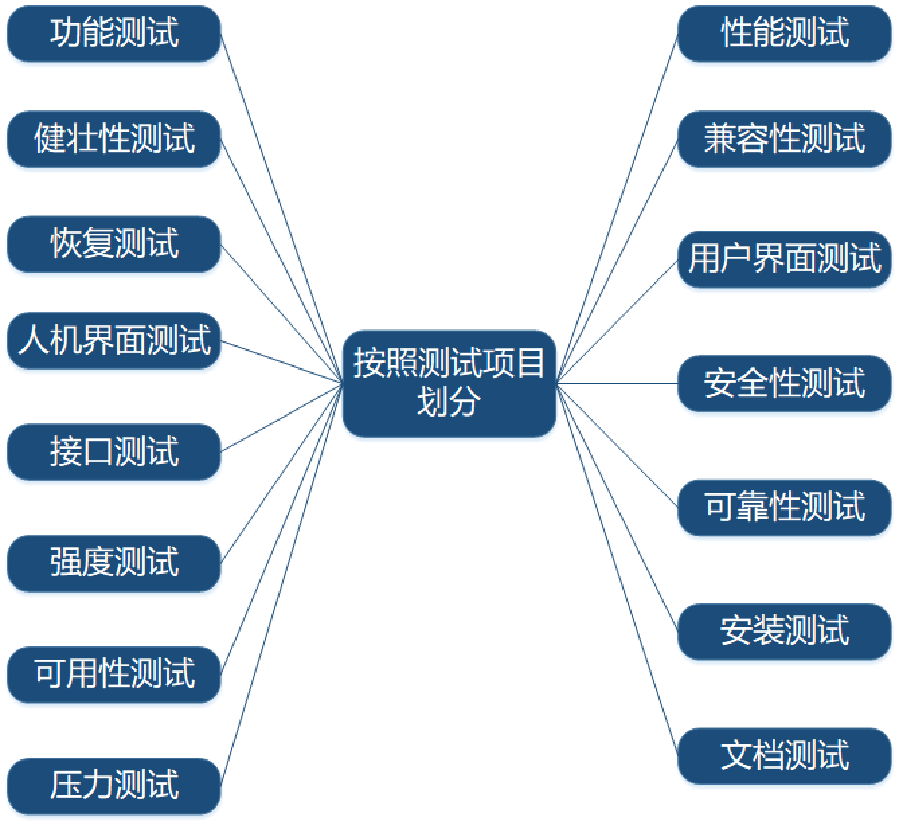 功能测试
健壮性测试
恢复测试
人机界面测试
接口测试
强度测试
可用性测试
压力测试
按照测试项目
划分
性能测试
兼容性测试
用户界面测试
安全性测试
可靠性测试
安装测试
文档测试